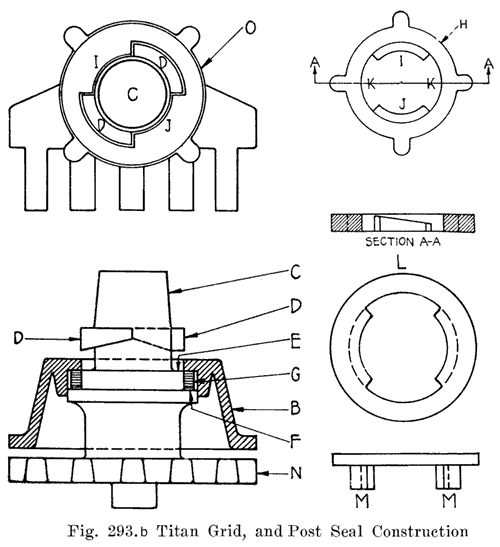 O
I
D
C
D
J
H
A
I
A
K
K
J
SECTION A-A
L
C
D
D
E
G
B
F
N
M
M
Fig. 293.b Titan Grid, and Post Seal Construction